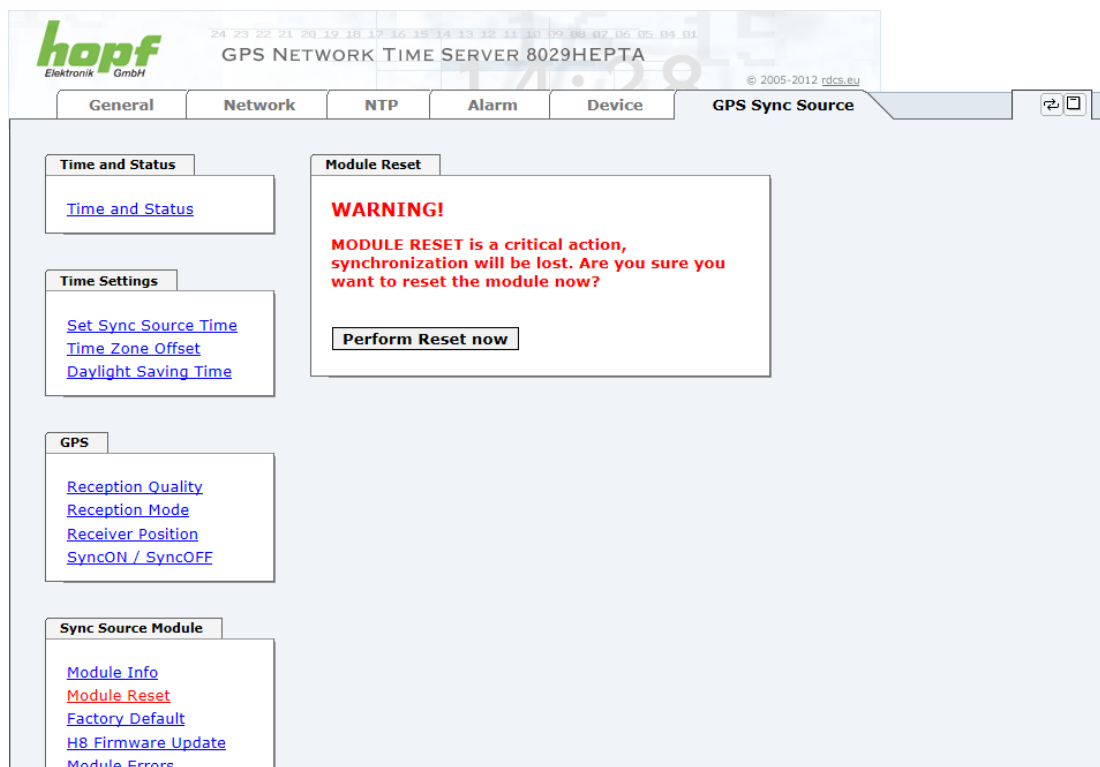 hopf
Elektronik GmbH
24 23 22 21 20 19 18 17 16 15 14 13 12 11 10 09 08 07 06 05 04 01
GPS NETWORK TIME SERVER 8029HEPTA
14:28
© 2005-2012 rdcs.eu
General Network NTP Alarm Device GPS Sync Source
Time and Status
Time and Status
Time Settings
Set Sync Source Time
Time Zone Offset
Daylight Saving Time
GPS
Reception Quality
Reception Mode
Receiver Position
SyncON / SyncOFF
Sync Source Module
Module Info
Module Reset
Factory Default
H8 Firmware Update
Module Errors
Module Reset
WARNING!
MODULE RESET is a critical action,
synchronization will be lost. Are you sure you
want to reset the module now?
Perform Reset now